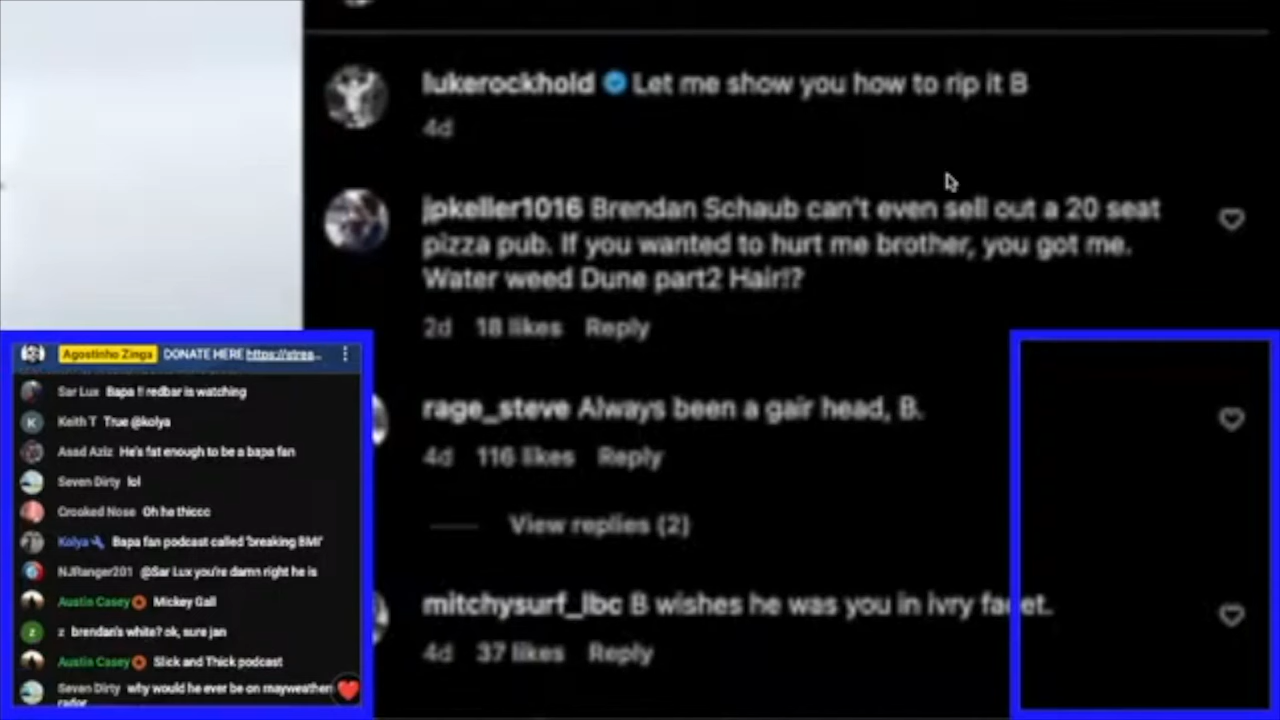 lukerockhold Let me show you how to rip it B
4d
jpkeller1016 Brendan Schaub can't even sell out a 20 seat
pizza pub. If you wanted to hurt me brother, you got me.
Water weed Dune part2 Hair!?
2d 18 likes Reply
rage_steve Always been a gair head, B.
4d 116 likes Reply
View replies (2)
mitchysurf_lbc B wishes he was you in ivry facet.
4d 37 likes Reply
Agostinho Zinga DONATE HERE https://strea...
Sar Lux Bapa !! redbar is watching
K
Keith T True @kolya
Asad Aziz He's fat enough to be a bapa fan
Seven Dirty lol
Crooked Nose Oh he thiccc
Kolya Bapa fan podcast called 'breaking BMI'
NJRanger201 @Sar Lux you're damn right he is
Austin Casey Mickey Gall
z
z brendan's white? ok, sure jan
Austin Casey Slick and Thick podcast
Seven Dirty why would he ever be on mayweather
radar